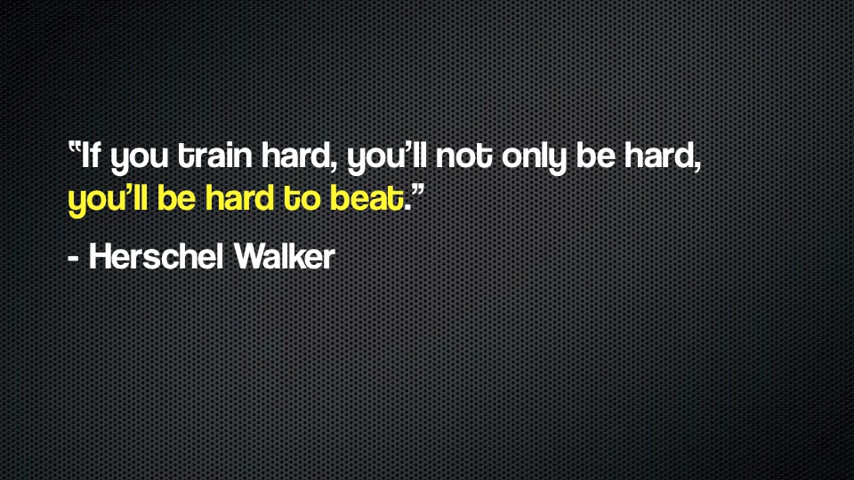 “If you train hard, you’ll not only be hard,
you’ll be hard to beat.”
- Herschel Walker